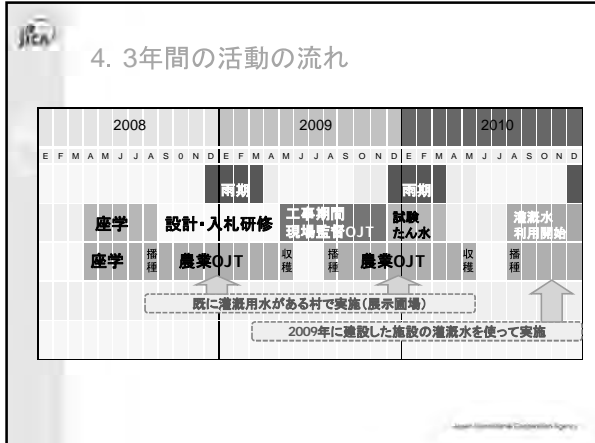 JICA
4. 3年間の活動の流れ
2008 2009 2010
E F M A M J J A S O N D E F M A M J J A S O N D E F M A M J J A S O N D
雨期 雨期
座学 設計・入札研修 工事期間 現場監督OJT 試験 たん水 灌漑水 利用開始
座学 播種 農業OJT 収穫 播種 農業OJT 収穫 播種
既に灌漑用水がある村で実施(展示圃場)
2009年に建設した施設の灌漑水を使って実施
Japan International Cooperation Agency